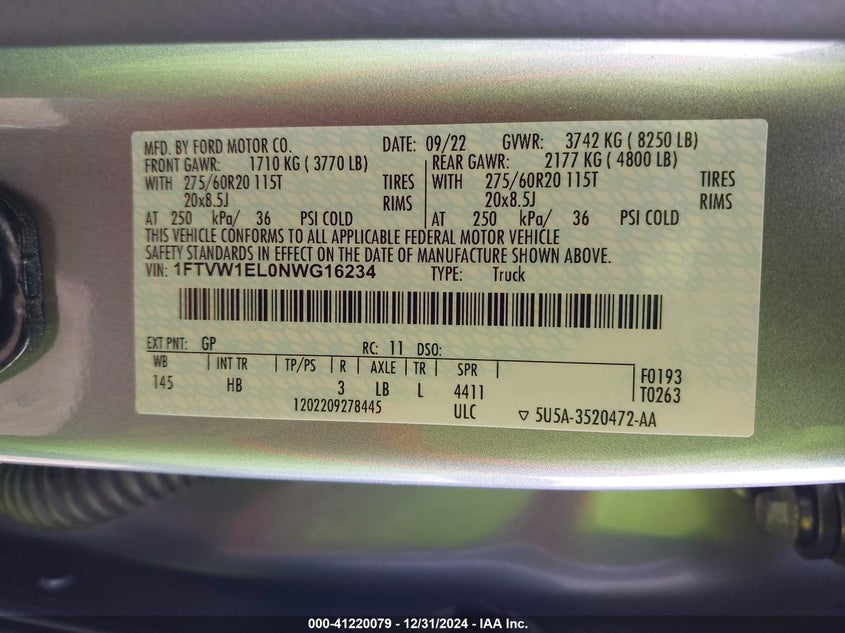 MFD. BY FORD MOTOR CO. DATE: 09/22 GVWR: 3742 KG ( 8250 LB)
FRONT GAWR: 1710 KG ( 3770 LB) REAR GAWR: 2177 KG ( 4800 LB)
WITH 275/60R20 115T TIRES WITH 275/60R20 115T TIRES
20x8.5J RIMS 20x8.5J RIMS
AT 250 kPa/ 36 PSI COLD AT 250 kPa/ 36 PSI COLD
THIS VEHICLE CONFORMS TO ALL APPLICABLE FEDERAL MOTOR VEHICLE
SAFETY STANDARDS IN EFFECT ON THE DATE OF MANUFACTURE SHOWN ABOVE.
VIN: 1FTVW1EL0NWG16234 TYPE: Truck
EXT PNT: GP RC: 11 DSO:
WB INT TR TP/PS R AXLE TR SPR
145 HB 3 LB L 4411 F0193
ULC T0263
1202209278445 ▽ 5U5A-3520472-AA
000-41220079 - 12/31/2024 - IAA Inc.